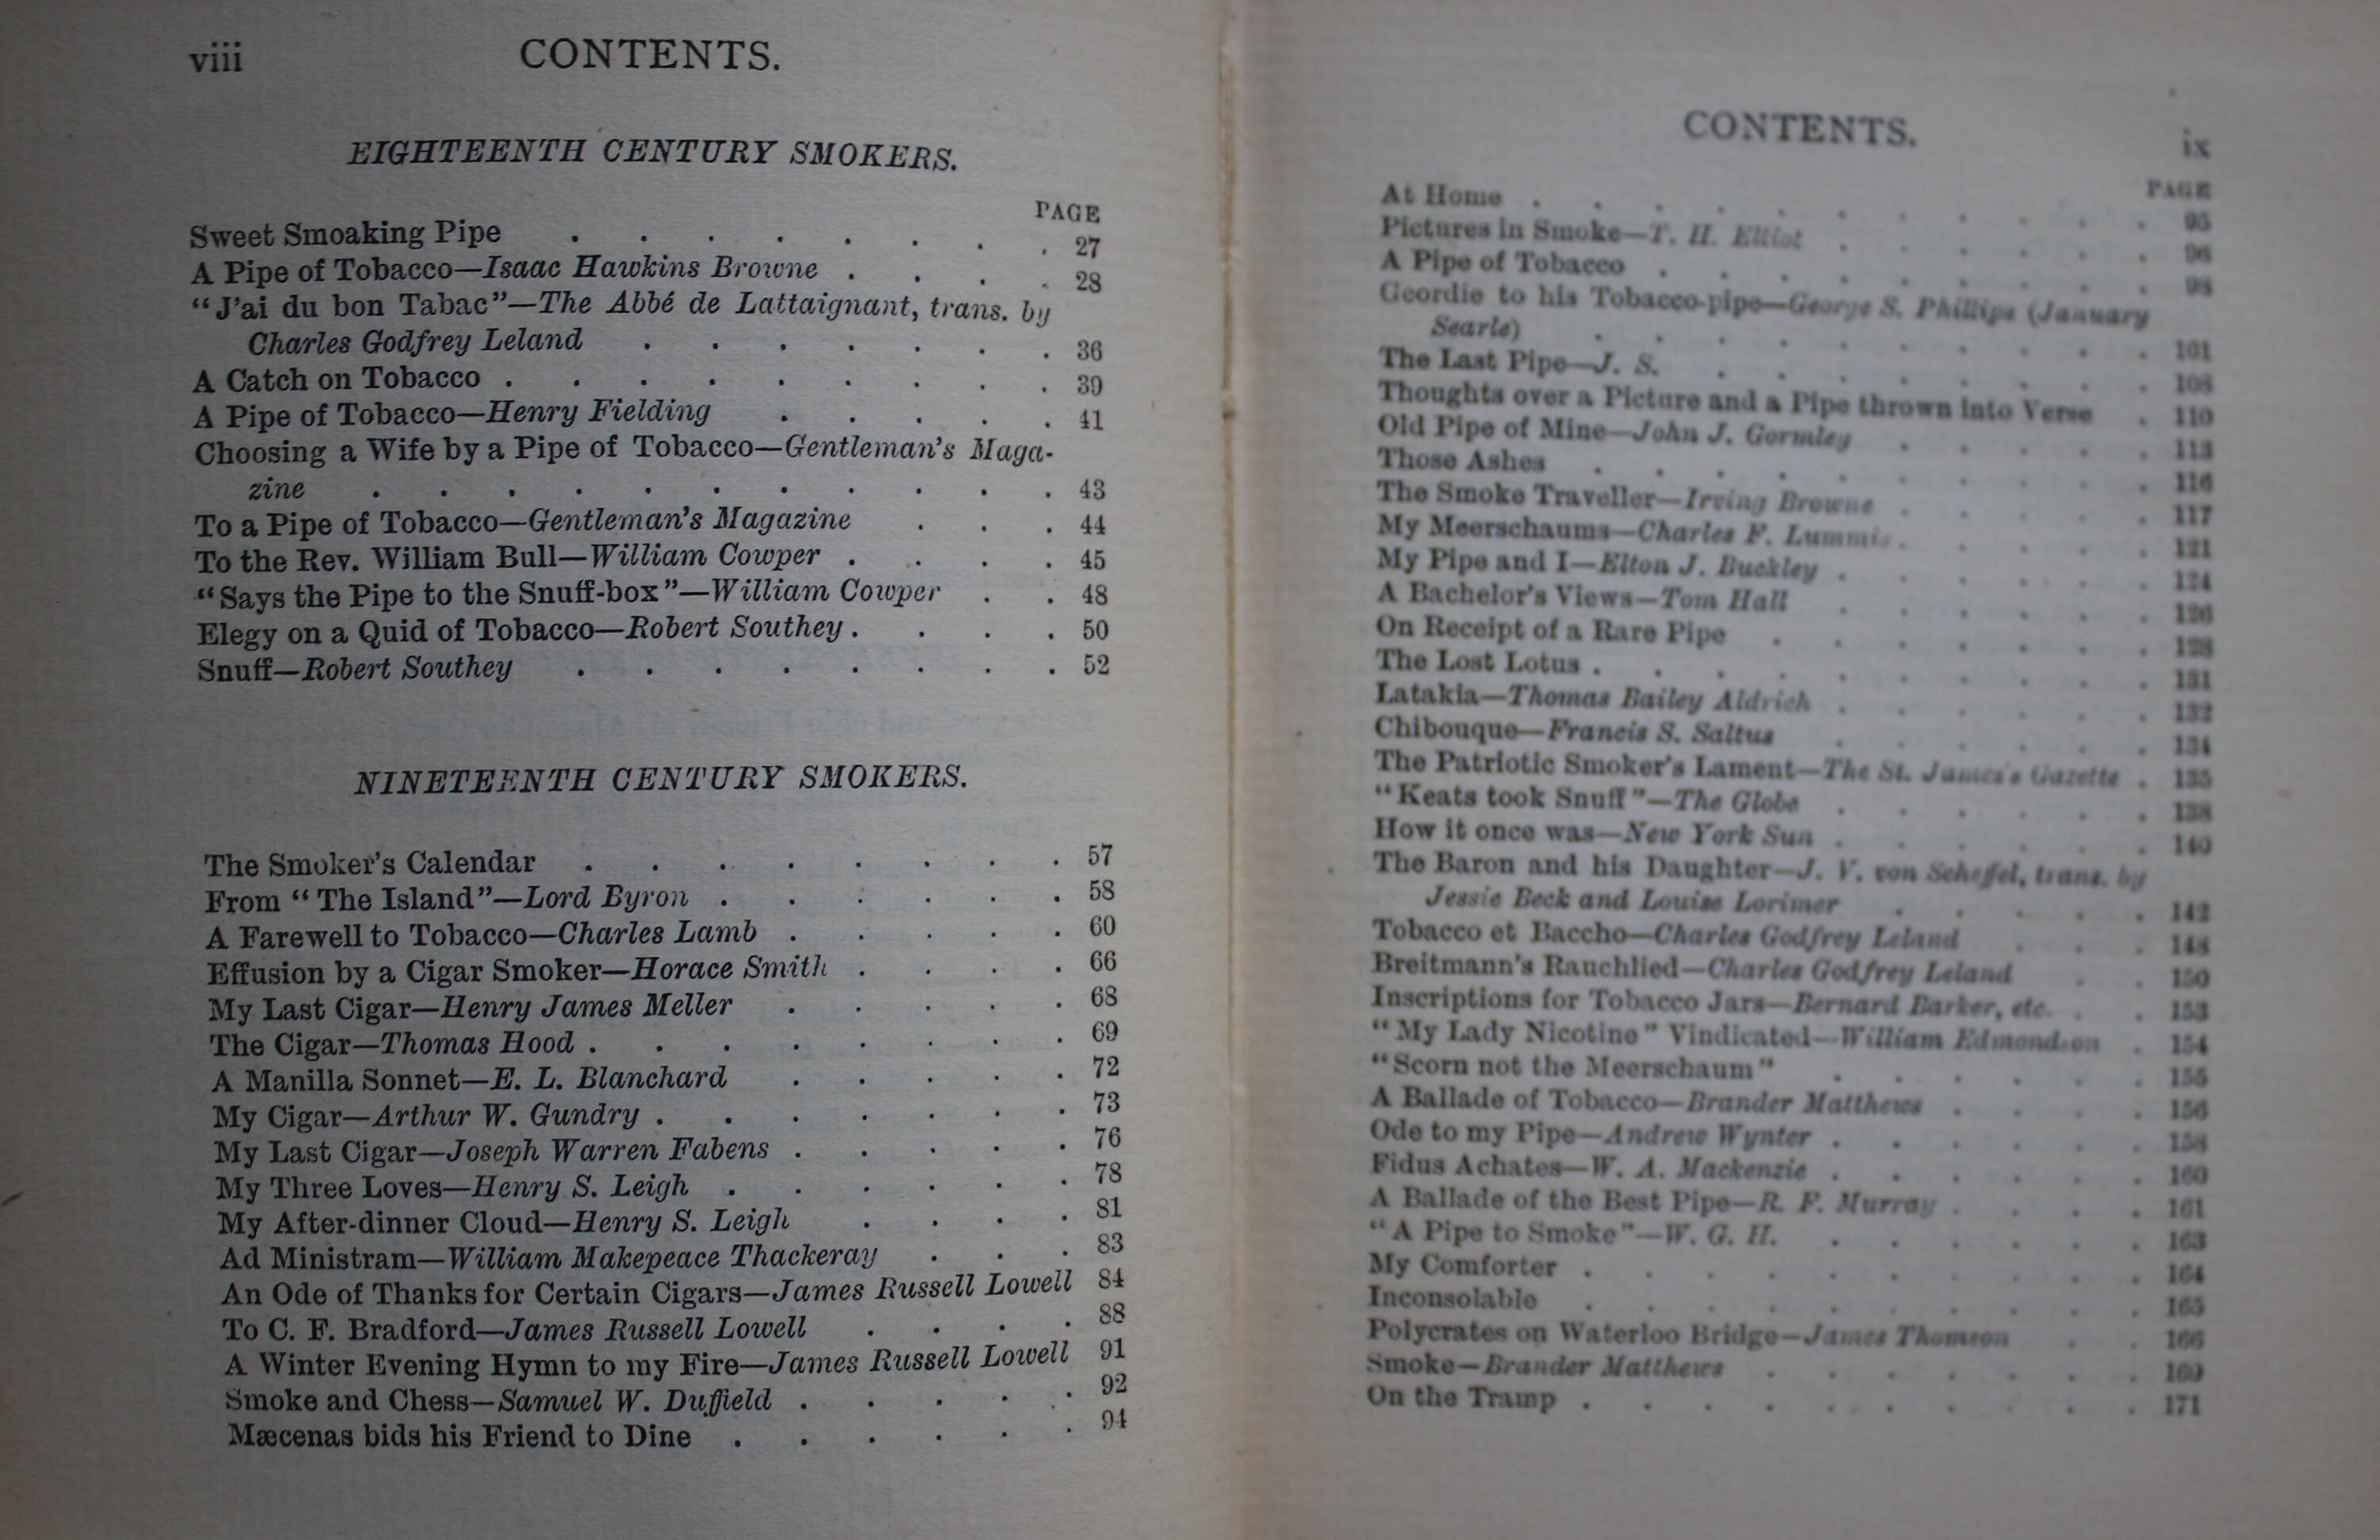 viii CONTENTS.
EIGHTEENTH CENTURY SMOKERS.
PAGE
Sweet Smoaking Pipe . . . . . . . . 27
A Pipe of Tobacco—Isaac Hawkins Browne . . . . 28
“J’ai du bon Tabac”—The Abbé de Lattaignant, trans. by
Charles Godfrey Leland . . . . . . . 36
A Catch on Tobacco . . . . . . . . . 39
A Pipe of Tobacco—Henry Fielding . . . . . 41
Choosing a Wife by a Pipe of Tobacco—Gentleman’s Maga-
zine . . . . . . . . . . . 43
To a Pipe of Tobacco—Gentleman’s Magazine . . . 44
To the Rev. William Bull—William Cowper . . . . 45
“Says the Pipe to the Snuff-box”—William Cowper . . 48
Elegy on a Quid of Tobacco—Robert Southey . . . . 50
Snuff—Robert Southey . . . . . . . . 52
NINETEENTH CENTURY SMOKERS.
The Smoker’s Calendar . . . . . . . . 57
From “The Island”—Lord Byron . . . . . . 58
A Farewell to Tobacco—Charles Lamb . . . . . 60
Effusion by a Cigar Smoker—Horace Smith . . . . 66
My Last Cigar—Henry James Meller . . . . . 68
The Cigar—Thomas Hood . . . . . . . . 69
A Manilla Sonnet—E. L. Blanchard . . . . . 72
My Cigar—Arthur W. Gundry . . . . . . . 73
My Last Cigar—Joseph Warren Fabens . . . . . 76
My Three Loves—Henry S. Leigh . . . . . . 78
My After-dinner Cloud—Henry S. Leigh . . . . 81
Ad Ministram—William Makepeace Thackeray . . . 83
An Ode of Thanks for Certain Cigars—James Russell Lowell 84
To C. F. Bradford—James Russell Lowell . . . . 88
A Winter Evening Hymn to my Fire—James Russell Lowell 91
Smoke and Chess—Samuel W. Duffield . . . . . 92
Mæcenas bids his Friend to Dine . . . . . . 94
CONTENTS. ix
PAGE
At Home . . . . . . . . . . . 95
Pictures in Smoke—T. H. Elliot . . . . . . 96
A Pipe of Tobacco . . . . . . . . . 98
Geordie to his Tobacco-pipe—George S. Phillips (January
Searle) . . . . . . . . . . 101
The Last Pipe—J. S. . . . . . . . . 108
Thoughts over a Picture and a Pipe thrown into Verse . 110
Old Pipe of Mine—John J. Gormley . . . . . 113
Those Ashes . . . . . . . . . . 116
The Smoke Traveller—Irving Browne . . . . . 117
My Meerschaums—Charles F. Lummis . . . . . 121
My Pipe and I—Elton J. Buckley . . . . . . 124
A Bachelor’s Views—Tom Hall . . . . . . 126
On Receipt of a Rare Pipe . . . . . . . 128
The Lost Lotus . . . . . . . . . . 131
Latakia—Thomas Bailey Aldrich . . . . . . 132
Chibouque—Francis S. Saltus . . . . . . 134
The Patriotic Smoker’s Lament—The St. James’s Gazette . 135
“Keats took Snuff”—The Globe . . . . . . 138
How it once was—New York Sun . . . . . . 140
The Baron and his Daughter—J. V. von Scheffel, trans. by
Jessie Beck and Louise Lorimer . . . . . 142
Tobacco et Baccho—Charles Godfrey Leland . . . 148
Breitmann’s Rauchlied—Charles Godfrey Leland . . 150
Inscriptions for Tobacco Jars—Bernard Barker, etc. . . 153
“My Lady Nicotine” Vindicated—William Edmondson . 154
“Scorn not the Meerschaum” . . . . . . 155
A Ballade of Tobacco—Brander Matthews . . . . 156
Ode to my Pipe—Andrew Wynter . . . . . . 158
Fidus Achates—W. A. Mackenzie . . . . . . 160
A Ballade of the Best Pipe—R. F. Murray . . . . 161
“A Pipe to Smoke”—W. G. H. . . . . . . 163
My Comforter . . . . . . . . . . 164
Inconsolable . . . . . . . . . . 165
Polycrates on Waterloo Bridge—James Thomson . . 166
Smoke—Brander Matthews . . . . . . . 169
On the Tramp . . . . . . . . . . 171